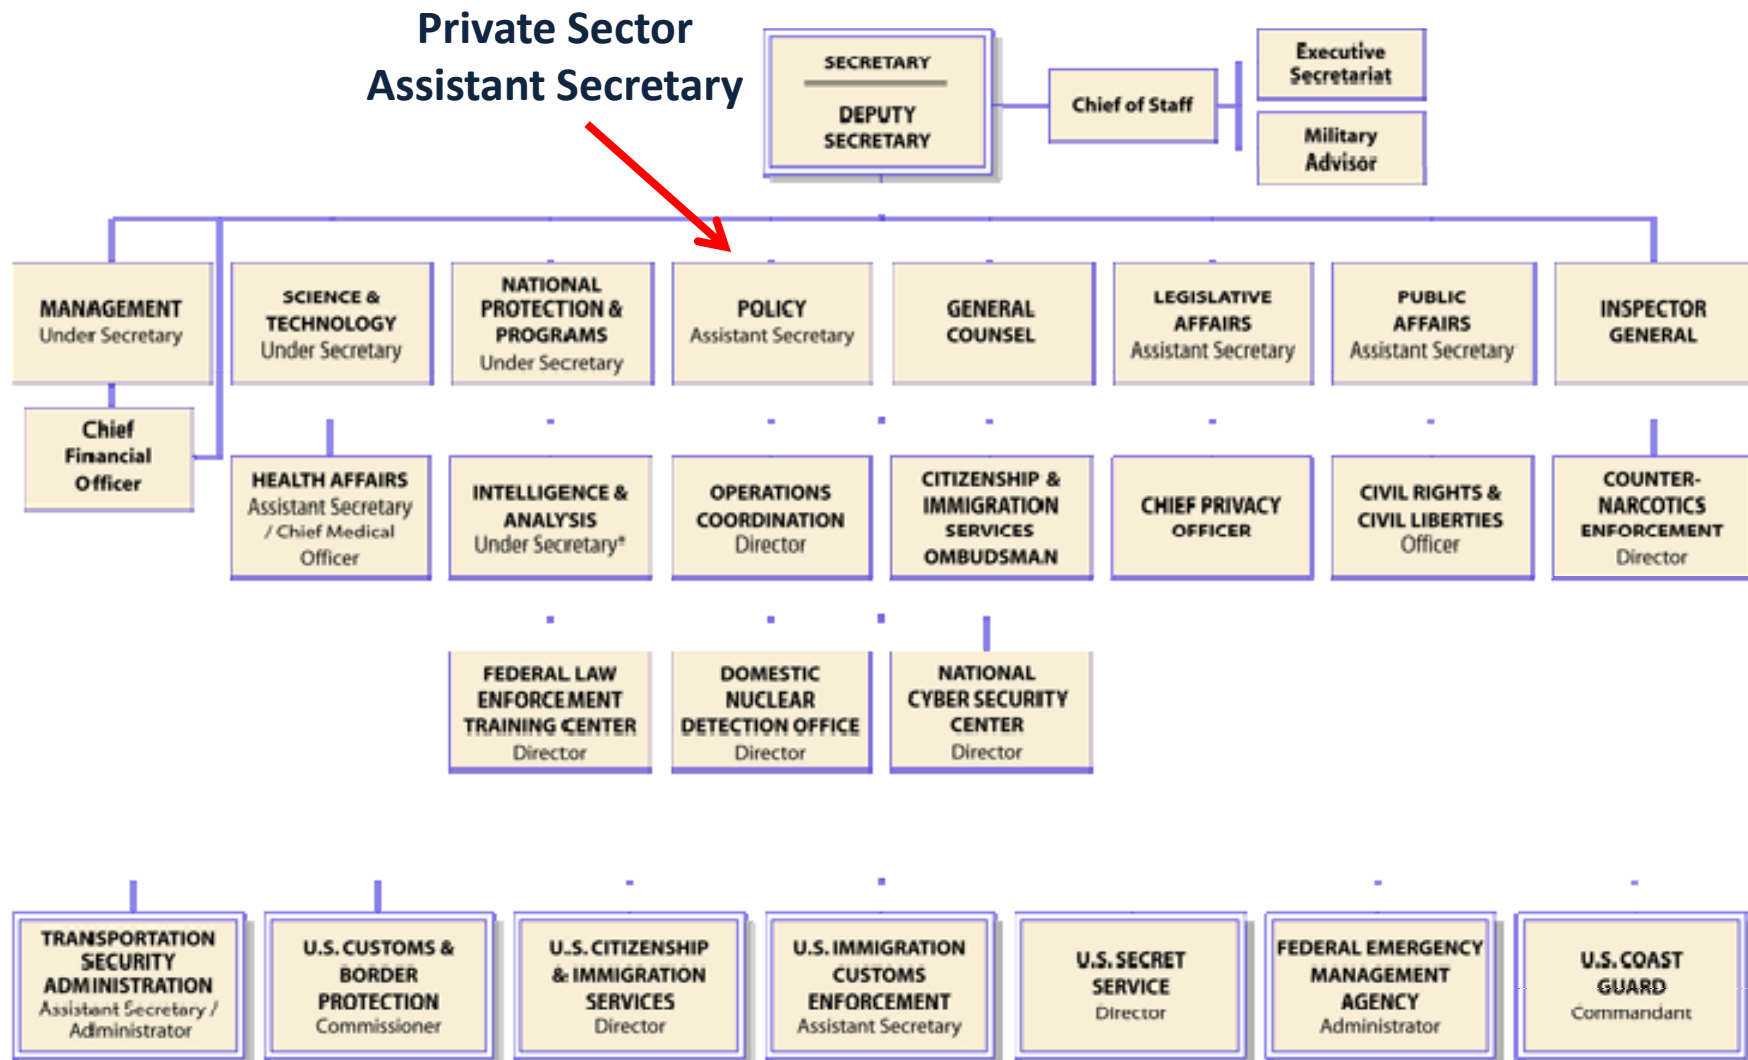 Private Sector
Assistant Secretary
SECRETARY
DEPUTY
SECRETARY
Chief of Staff
Executive
Secretariat
Military
Advisor
MANAGEMENT
Under Secretary
SCIENCE &
TECHNOLOGY
Under Secretary
NATIONAL
PROTECTION &
PROGRAMS
Under Secretary
POLICY
Assistant Secretary
GENERAL
COUNSEL
LEGISLATIVE
AFFAIRS
Assistant Secretary
PUBLIC
AFFAIRS
Assistant Secretary
INSPECTOR
GENERAL
Chief
Financial
Officer
HEALTH AFFAIRS
Assistant Secretary
/ Chief Medical
Officer
INTELLIGENCE &
ANALYSIS
Under Secretary*
OPERATIONS
COORDINATION
Director
CITIZENSHIP &
IMMIGRATION
SERVICES
OMBUDSMAN
CHIEF PRIVACY
OFFICER
CIVIL RIGHTS &
CIVIL LIBERTIES
Officer
COUNTER-
NARCOTICS
ENFORCEMENT
Director
FEDERAL LAW
ENFORCEMENT
TRAINING CENTER
Director
DOMESTIC
NUCLEAR
DETECTION OFFICE
Director
NATIONAL
CYBER SECURITY
CENTER
Director
TRANSPORTATION
SECURITY
ADMINISTRATION
Assistant Secretary /
Administrator
U.S. CUSTOMS &
BORDER
PROTECTION
Commissioner
U.S. CITIZENSHIP
& IMMIGRATION
SERVICES
Director
U.S. IMMIGRATION
CUSTOMS
ENFORCEMENT
Assistant Secretary
U.S. SECRET
SERVICE
Director
FEDERAL EMERGENCY
MANAGEMENT
AGENCY
Administrator
U.S. COAST
GUARD
Commandant